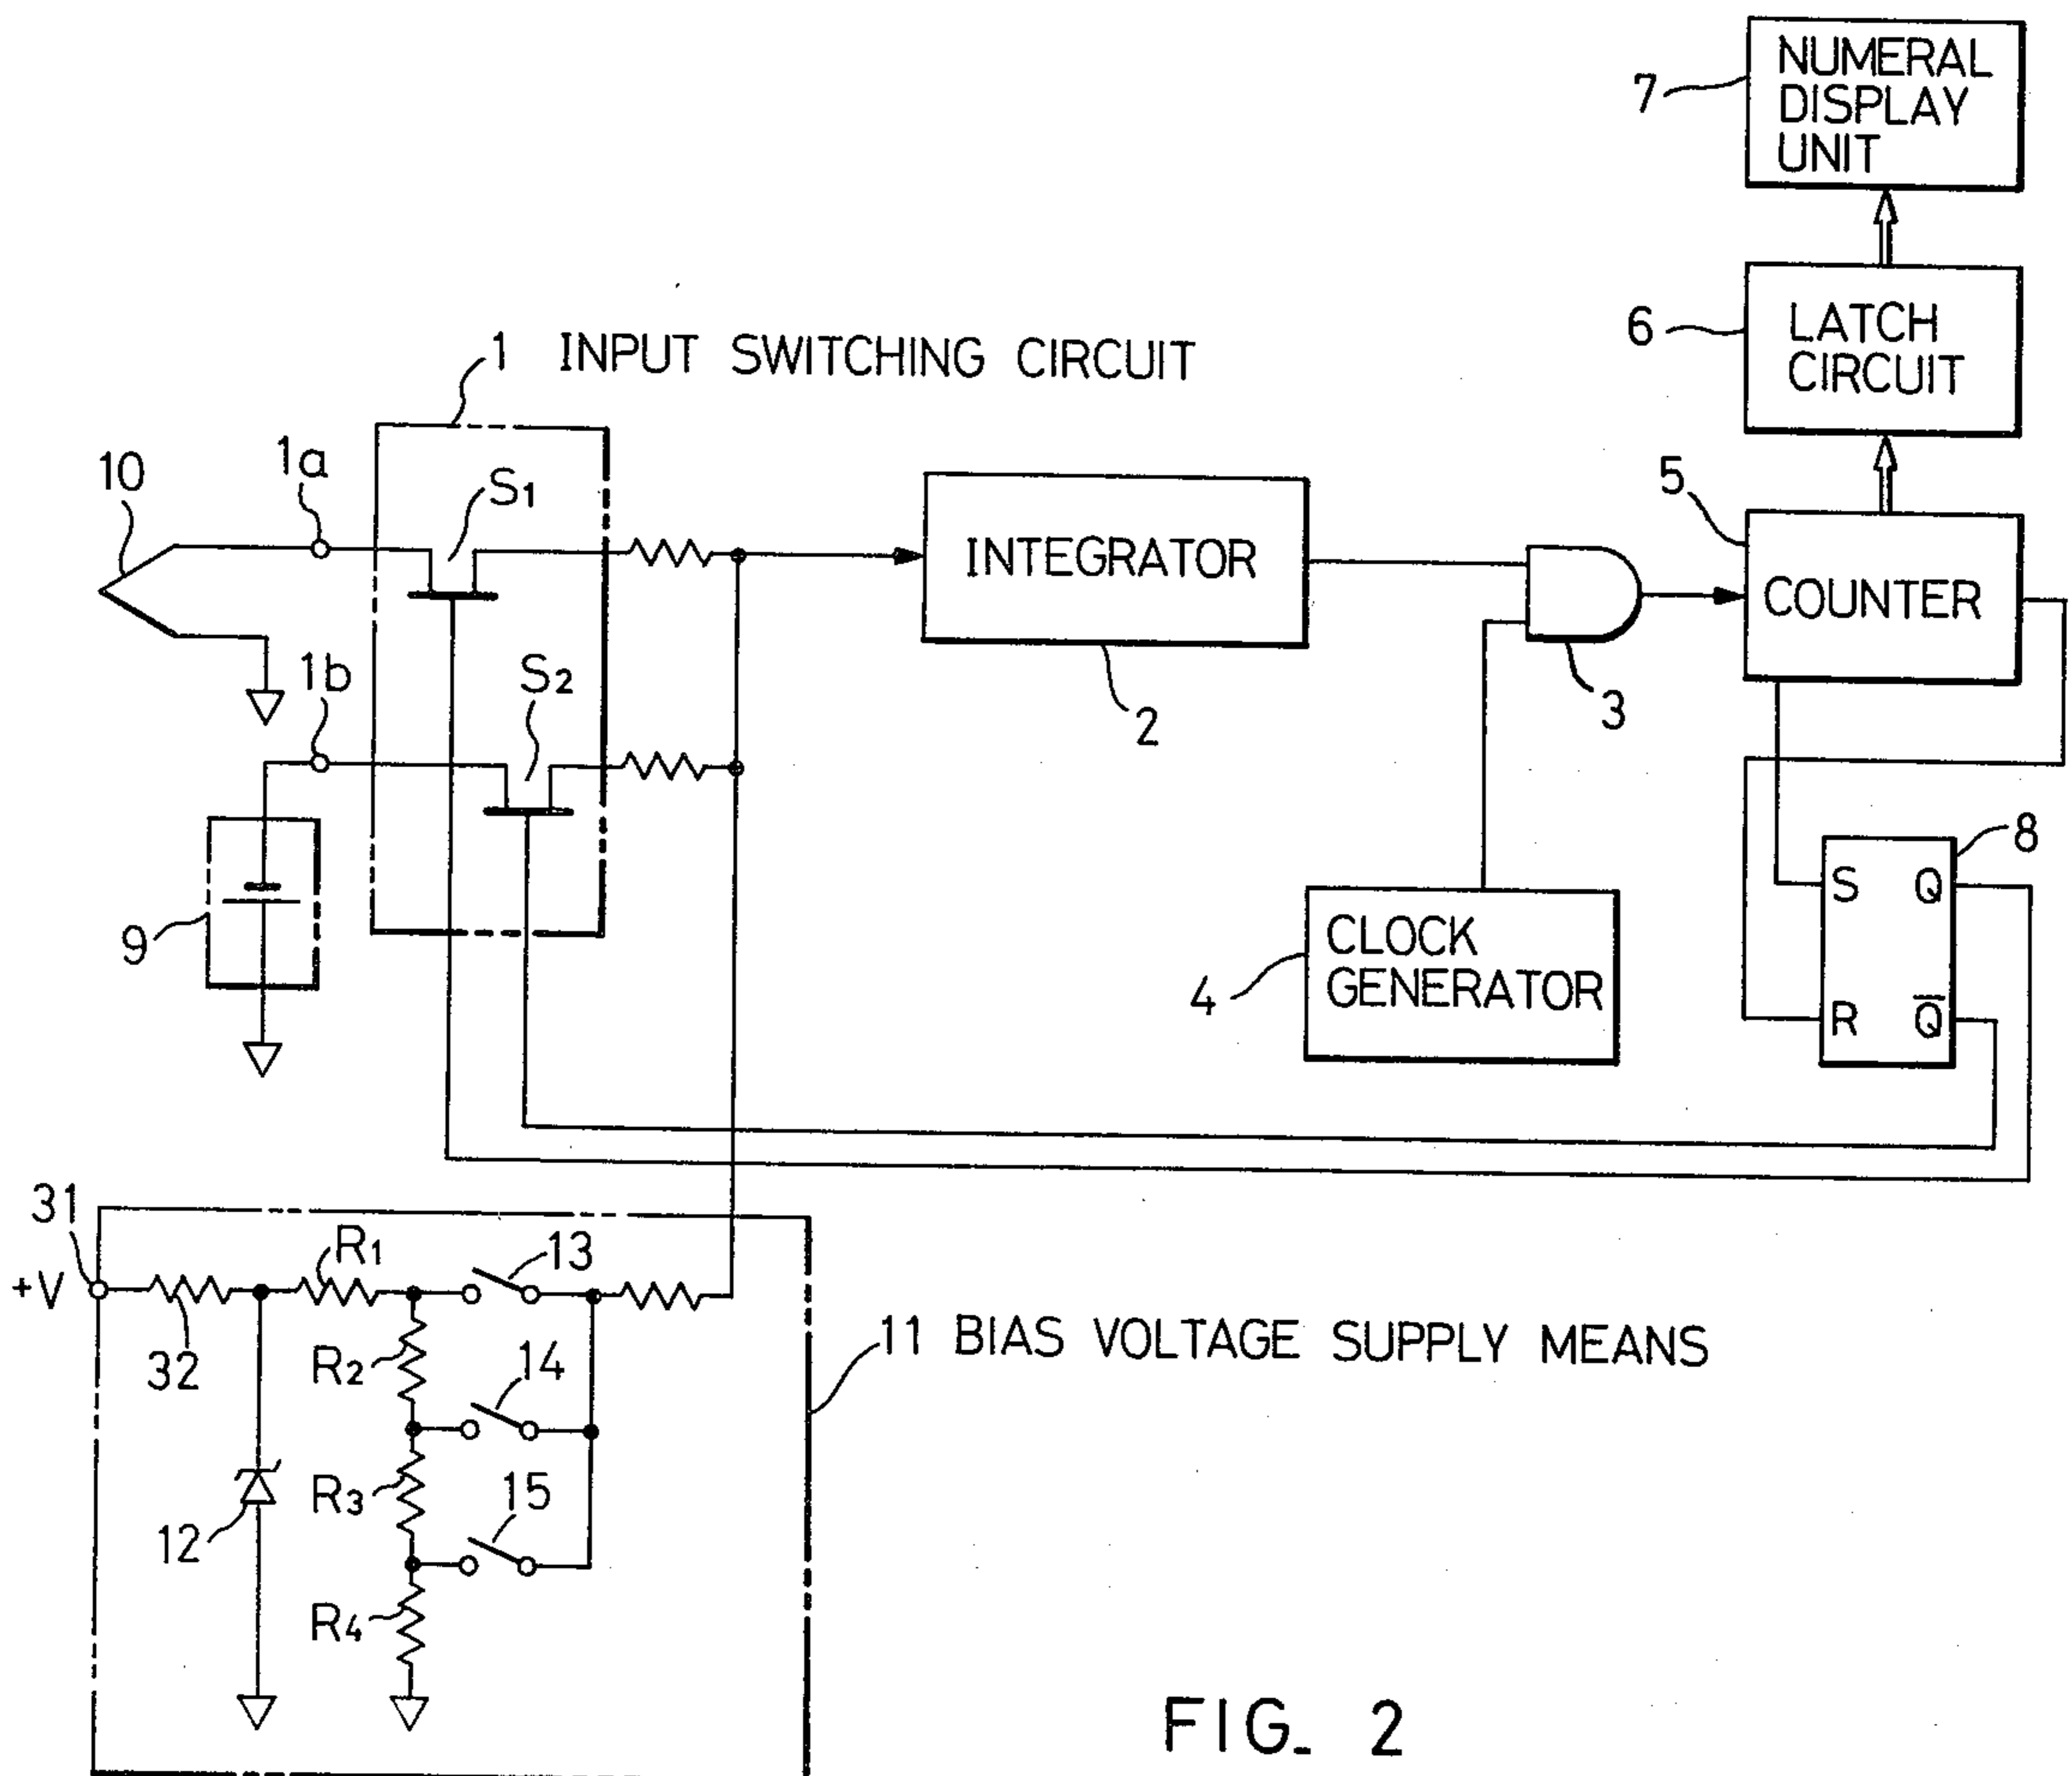 7
NUMERAL
DISPLAY
UNIT
6
LATCH
CIRCUIT
1 INPUT SWITCHING CIRCUIT
10
1a
S1
INTEGRATOR
2
3
5
COUNTER
1b
S2
9
4
CLOCK
GENERATOR
8
S Q
R Q̅
31
+V
32
R1
13
R2
14
R3
15
12
R4
11 BIAS VOLTAGE SUPPLY MEANS
FIG. 2